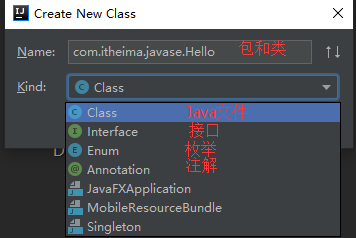 Create New Class
Name: com.itheima.javase.Hello 包和类
Kind: Class
Class Java文件
Interface 接口
Enum 枚举
Annotation 注解
JavaFXApplication
MobileResourceBundle
Singleton